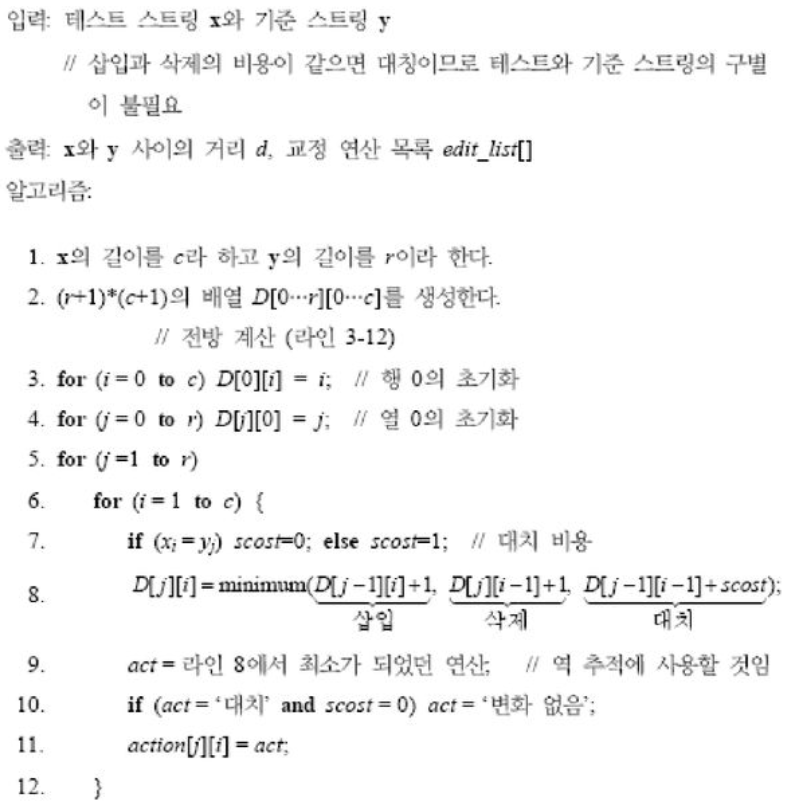 입력: 테스트 스트링 x와 기준 스트링 y
// 삽입과 삭제의 비용이 같으면 대칭이므로 테스트와 기준 스트링의 구별
이 불필요
출력: x와 y 사이의 거리 d, 교정 연산 목록 edit_list[]
알고리즘:
1. x의 길이를 c라 하고 y의 길이를 r이라 한다.
2. (r+1)*(c+1)의 배열 D[0…r][0…c]를 생성한다.
// 전방 계산 (라인 3-12)
3. for (i = 0 to c) D[0][i] = i; // 행 0의 초기화
4. for (j = 0 to r) D[j][0] = j; // 열 0의 초기화
5. for (j =1 to r)
6. for (i = 1 to c) {
7. if (xᵢ = yⱼ) scost=0; else scost=1; // 대치 비용
8. D[j][i] = minimum(D[j −1][i]+1, D[j][i −1]+1, D[j −1][i −1]+ scost);
삽입 삭제 대치
9. act = 라인 8에서 최소가 되었던 연산; // 역 추적에 사용할 것임
10. if (act = ‘대치’ and scost = 0) act = ‘변화 없음’;
11. action[j][i] = act;
12. }